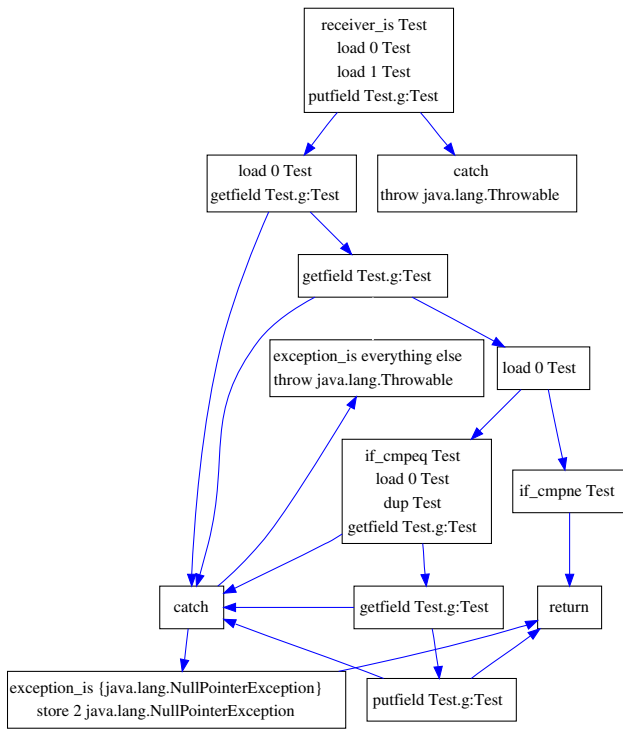 receiver_is Test
load 0 Test
load 1 Test
putfield Test.g:Test
load 0 Test
getfield Test.g:Test
catch
throw java.lang.Throwable
getfield Test.g:Test
exception_is everything else
throw java.lang.Throwable
load 0 Test
if_cmpeq Test
load 0 Test
dup Test
getfield Test.g:Test
if_cmpne Test
catch
getfield Test.g:Test
return
exception_is {java.lang.NullPointerException}
store 2 java.lang.NullPointerException
putfield Test.g:Test